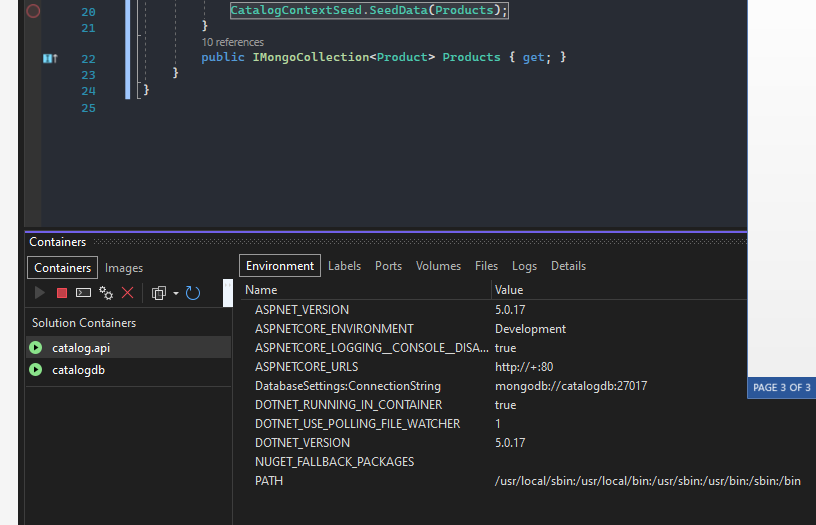 20 CatalogContextSeed.SeedData(Products);
21 }
10 references
22 public IMongoCollection<Product> Products { get; }
23 }
24 }
25
Containers
Containers Images
Solution Containers
catalog.api
catalogdb
Environment Labels Ports Volumes Files Logs Details
Name Value
ASPNET_VERSION 5.0.17
ASPNETCORE_ENVIRONMENT Development
ASPNETCORE_LOGGING__CONSOLE__DISA... true
ASPNETCORE_URLS http://+:80
DatabaseSettings:ConnectionString mongodb://catalogdb:27017
DOTNET_RUNNING_IN_CONTAINER true
DOTNET_USE_POLLING_FILE_WATCHER 1
DOTNET_VERSION 5.0.17
NUGET_FALLBACK_PACKAGES
PATH /usr/local/sbin:/usr/local/bin:/usr/sbin:/usr/bin:/sbin:/bin
PAGE 3 OF 3